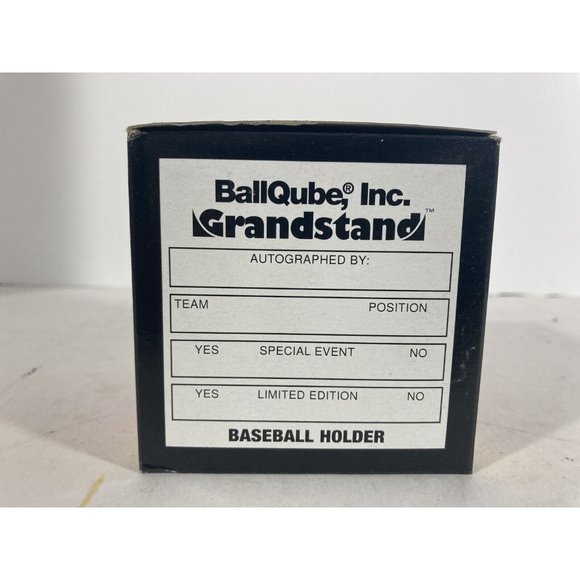 BallQube,® Inc.
Grandstand™
AUTOGRAPHED BY:
TEAM POSITION
YES SPECIAL EVENT NO
YES LIMITED EDITION NO
BASEBALL HOLDER